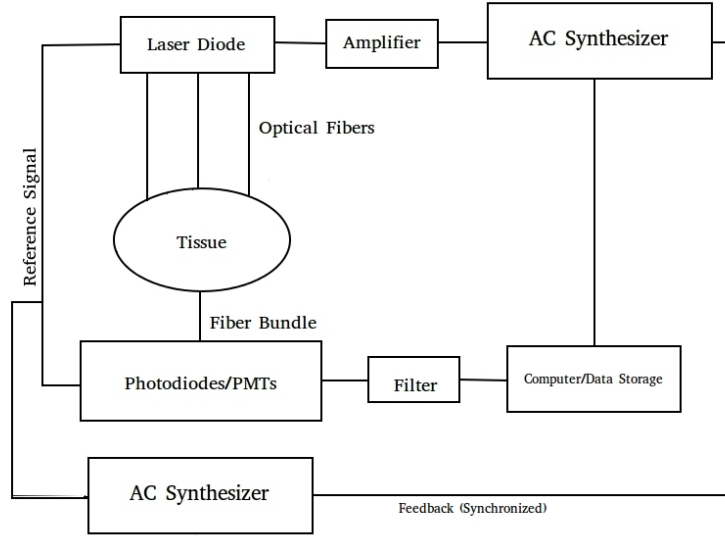 Laser Diode
Amplifier
AC Synthesizer
Optical Fibers
Reference Signal
Tissue
Fiber Bundle
Photodiodes/PMTs
Filter
Computer/Data Storage
AC Synthesizer
Feedback (Synchronized)